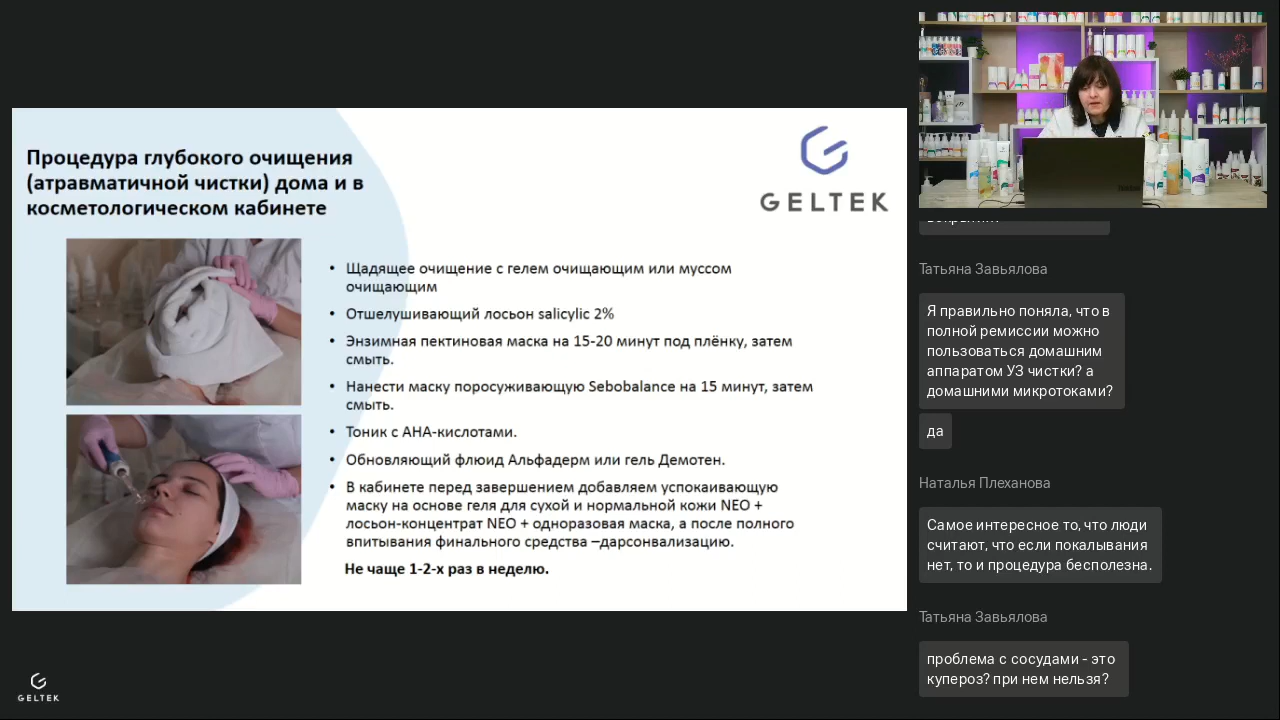 Процедура глубокого очищения
(атравматичной чистки) дома и в
косметологическом кабинете
GELTEK
• Щадящее очищение с гелем очищающим или муссом
очищающим
• Отшелушивающий лосьон salicylic 2%
• Энзимная пектиновая маска на 15-20 минут под плёнку, затем
смыть.
• Нанести маску поросуживающую Sebobalance на 15 минут, затем
смыть.
• Тоник с АНА-кислотами.
• Обновляющий флюид Альфадерм или гель Демотен.
• В кабинете перед завершением добавляем успокаивающую
маску на основе геля для сухой и нормальной кожи NEO +
лосьон-концентрат NEO + одноразовая маска, а после полного
впитывания финального средства –дарсонвализацию.
Не чаще 1-2-х раз в неделю.
GELTEK
Татьяна Завьялова
Я правильно поняла, что в
полной ремиссии можно
пользоваться домашним
аппаратом УЗ чистки? а
домашними микротоками?
да
Наталья Плеханова
Самое интересное то, что люди
считают, что если покалывания
нет, то и процедура бесполезна.
Татьяна Завьялова
проблема с сосудами - это
купероз? при нем нельзя?